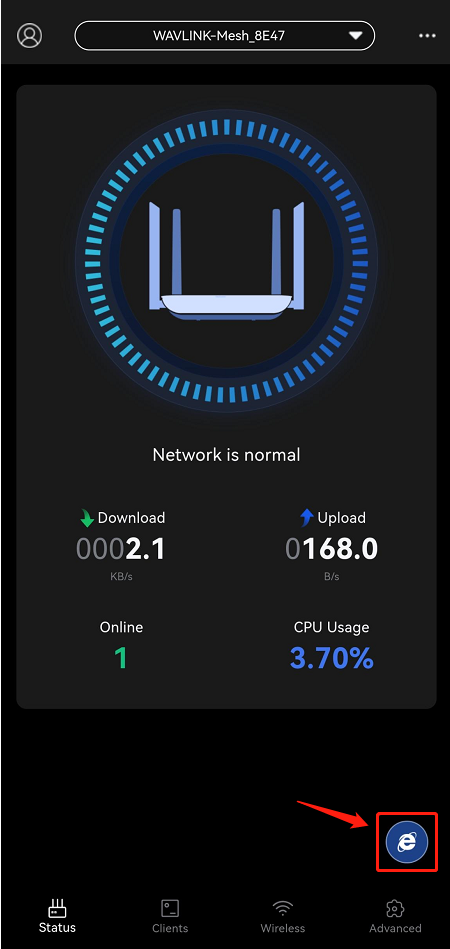 WAVLINK-Mesh_8E47
Network is normal
Download
Upload
0002.1
0168.0
KB/s
B/s
Online
CPU Usage
1
3.70%
Status
Clients
Wireless
Advanced